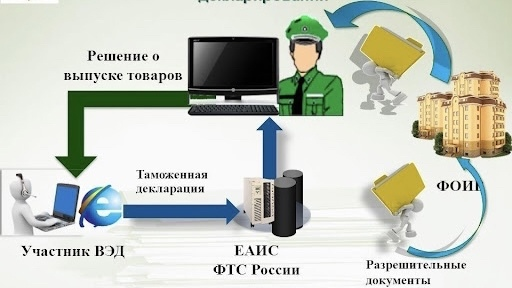 Решение о
выпуске товаров
Таможенная
декларация
Участник ВЭД
ЕАИС
ФТС России
Разрешительные
документы